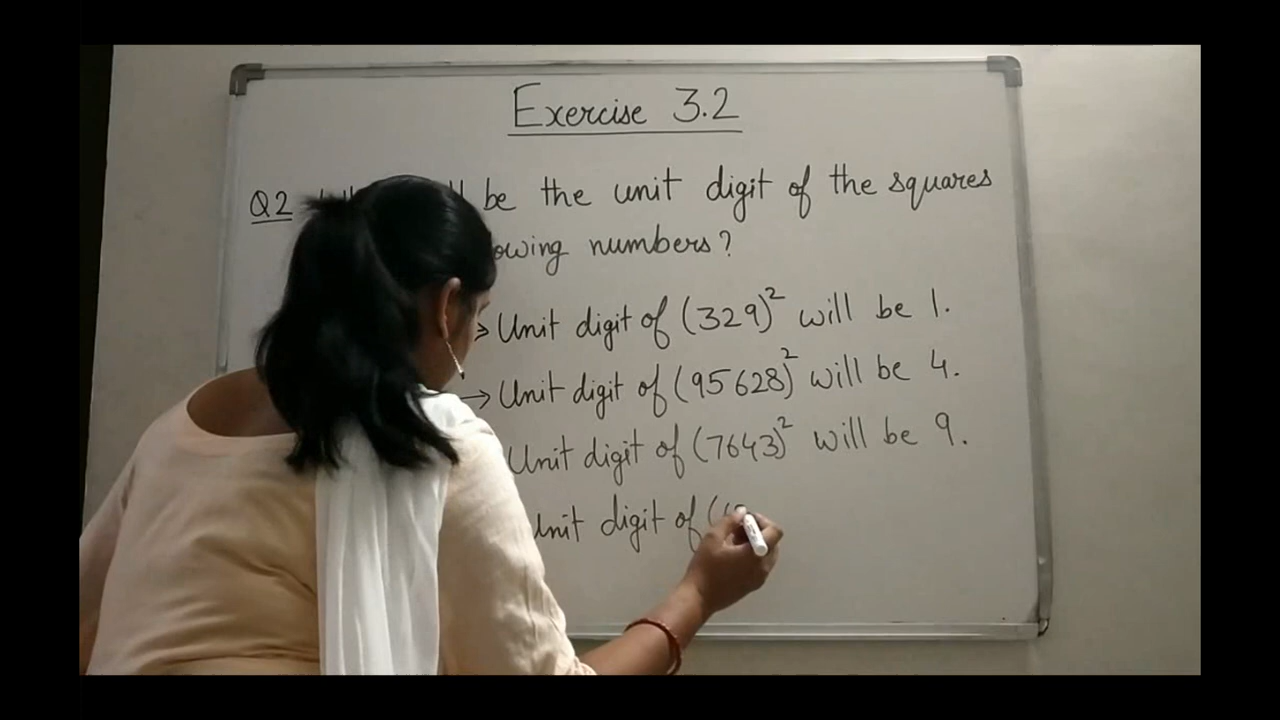 Exercise 3.2
Q2 be the unit digit of the squares
numbers?
Unit digit of (329)² will be 1.
→ Unit digit of (95628)² will be 4.
Unit digit of (7643)² will be 9.
digit of (